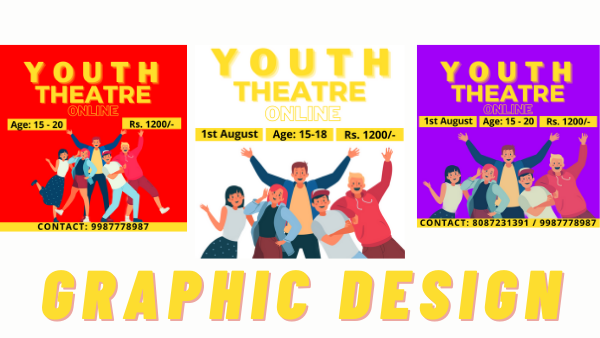 YOUTH
THEATRE
ONLINE
Age: 15 - 20 Rs. 1200/-
CONTACT: 9987778987
YOUTH
THEATRE
ONLINE
1st August Age: 15-18 Rs. 1200/-
YOUTH
THEATRE
ONLINE
1st August Age: 15 - 20 Rs. 1200/-
CONTACT: 8087231391 / 9987778987
GRAPHIC DESIGN